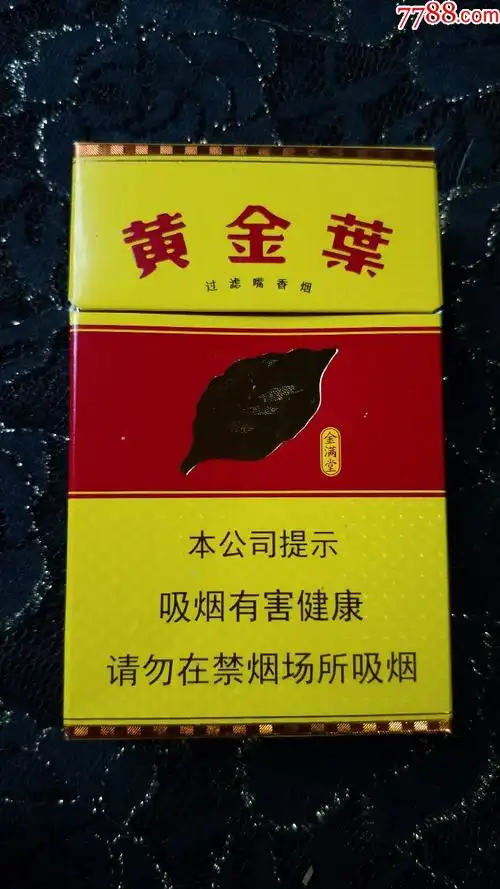 7788.com
黄金葉
过滤嘴香烟
金满堂
本公司提示
吸烟有害健康
请勿在禁烟场所吸烟